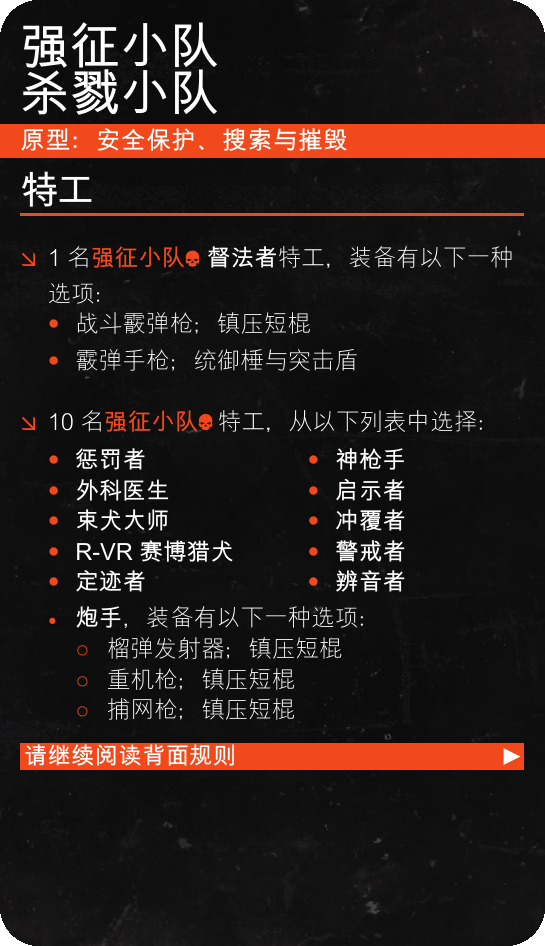 强征小队
杀戮小队
原型：安全保护、搜索与摧毁
特工
1 名强征小队 督法者特工，装备有以下一种
选项：
战斗霰弹枪；镇压短棍
霰弹手枪；统御棰与突击盾
10 名强征小队 特工，从以下列表中选择：
惩罚者
外科医生
束犬大师
R-VR 赛博猎犬
定迹者
神枪手
启示者
冲覆者
警戒者
辨音者
炮手，装备有以下一种选项：
榴弹发射器；镇压短棍
重机枪；镇压短棍
捕网枪；镇压短棍
请继续阅读背面规则